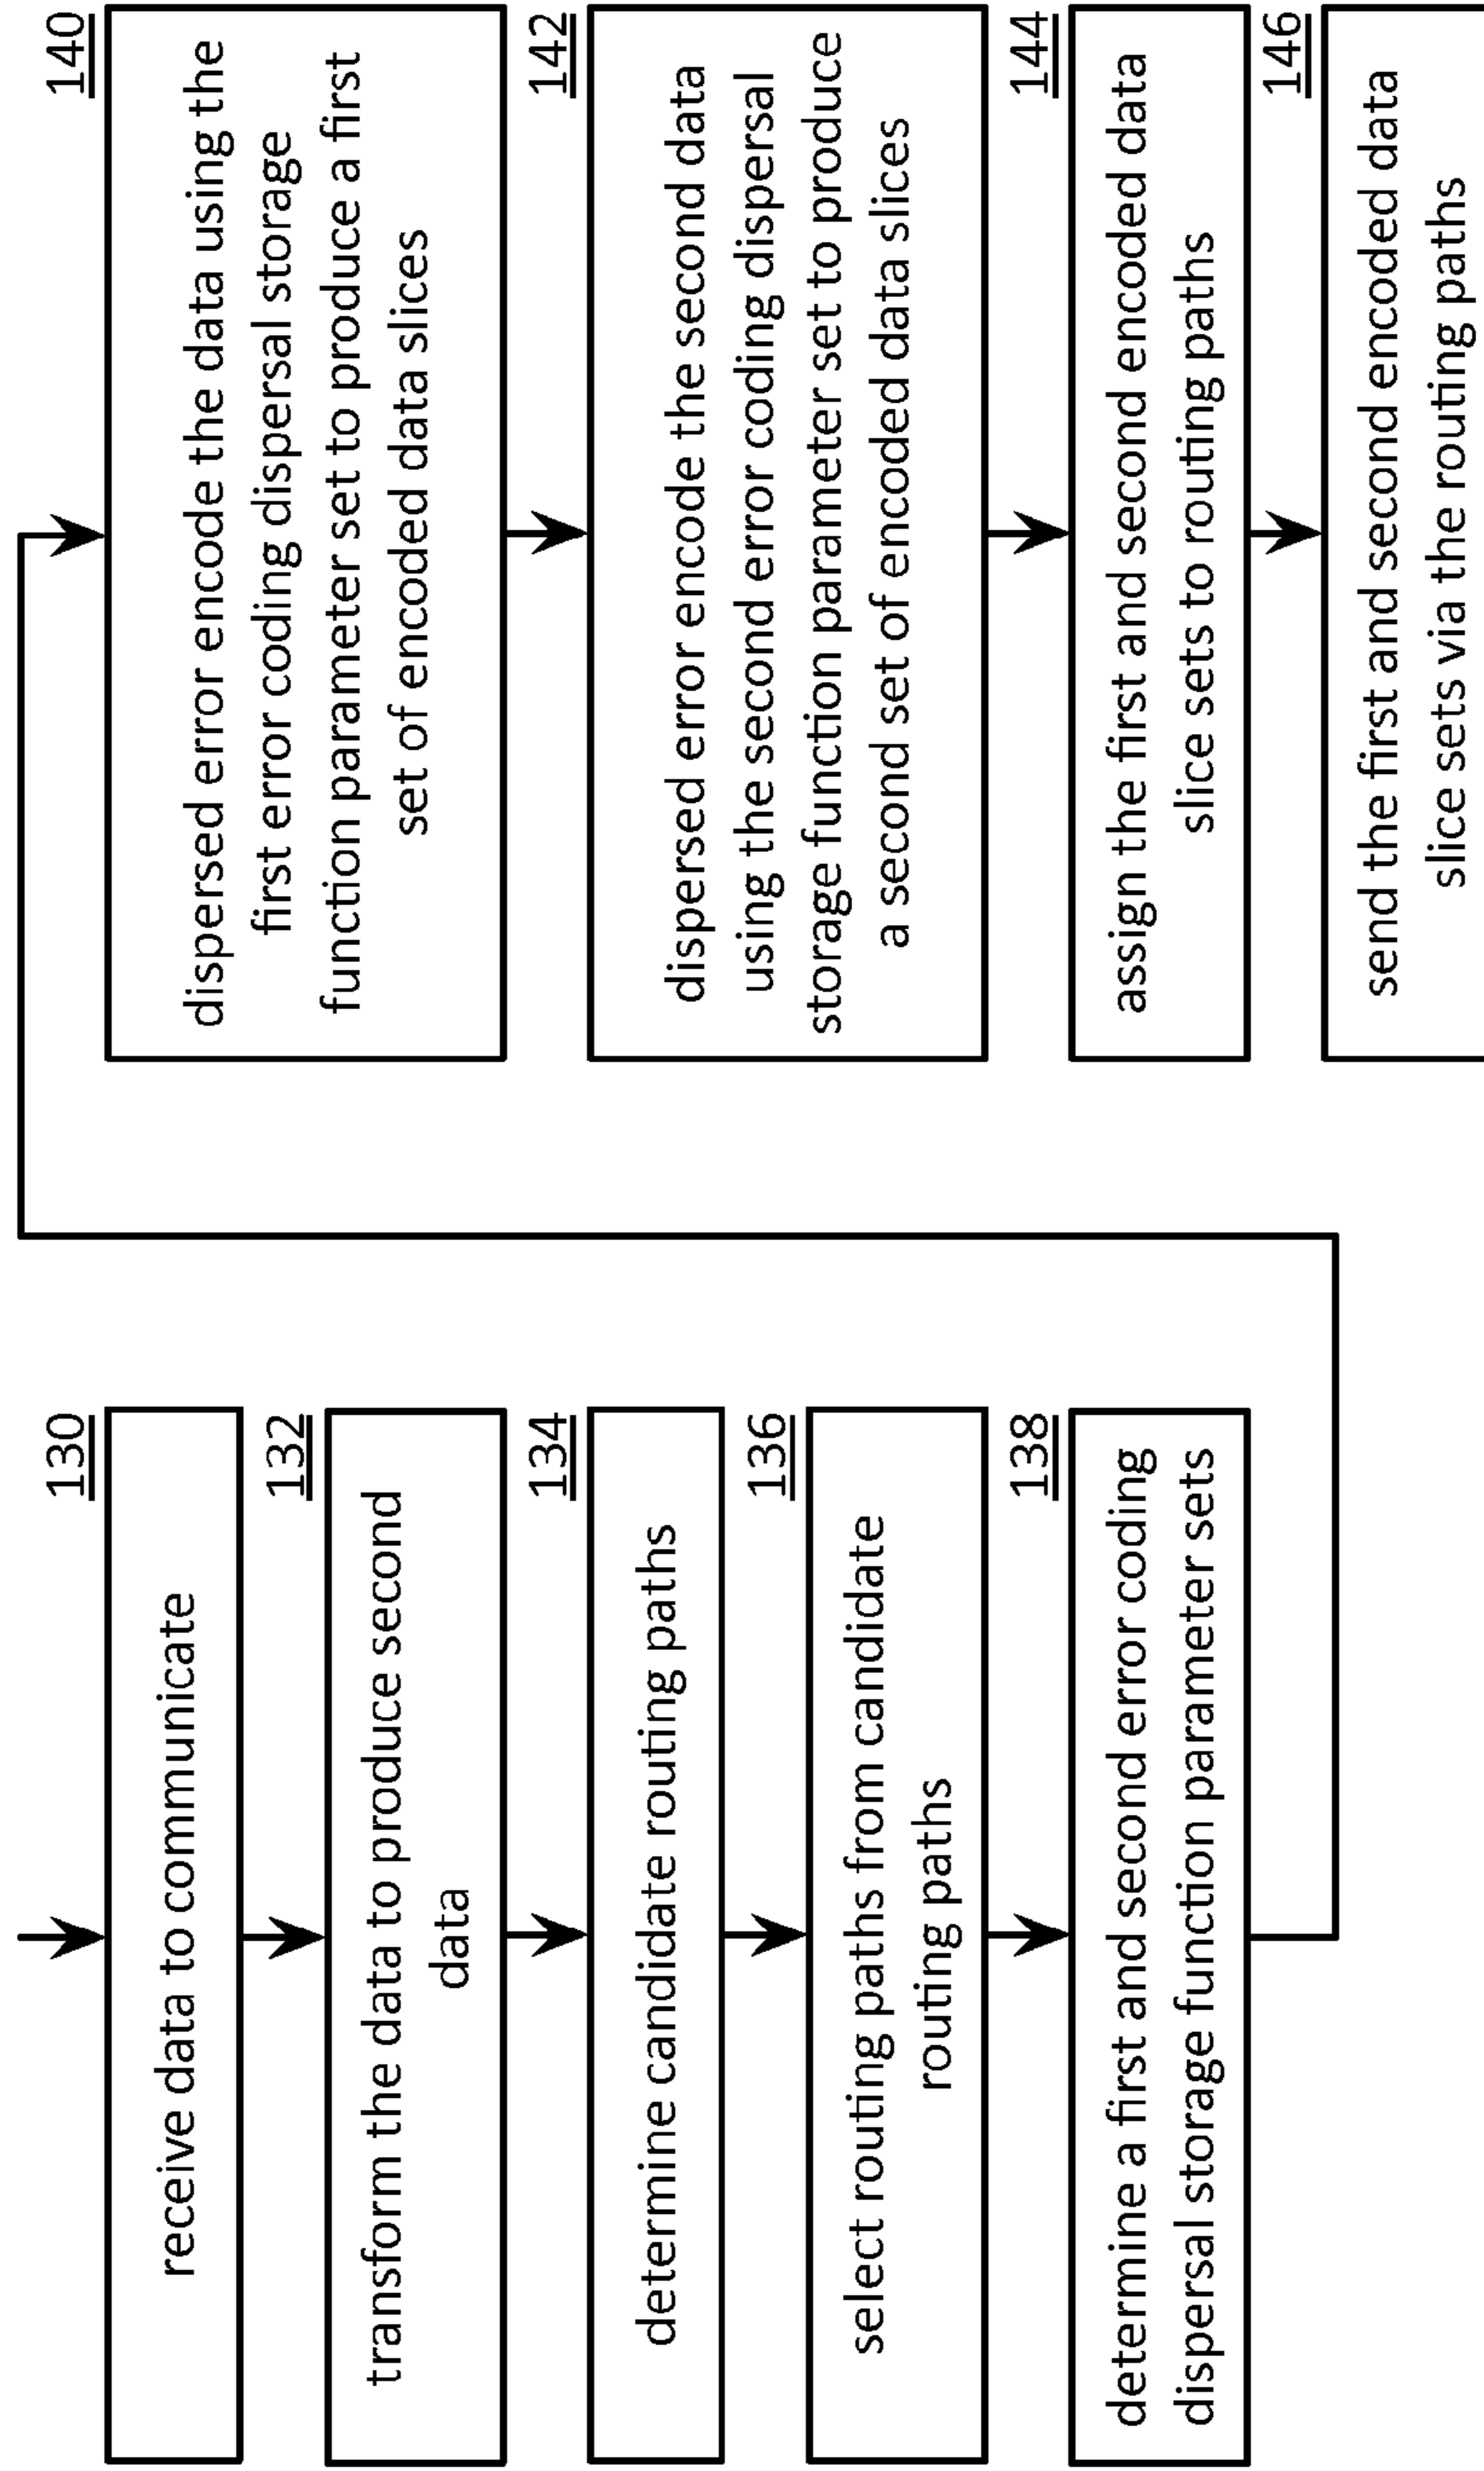 130
receive data to communicate
132
transform the data to produce second
data
134
determine candidate routing paths
136
select routing paths from candidate
routing paths
138
determine a first and second error coding
dispersal storage function parameter sets
140
dispersed error encode the data using the
first error coding dispersal storage
function parameter set to produce a first
set of encoded data slices
142
dispersed error encode the second data
using the second error coding dispersal
storage function parameter set to produce
a second set of encoded data slices
144
assign the first and second encoded data
slice sets to routing paths
146
send the first and second encoded data
slice sets via the routing paths